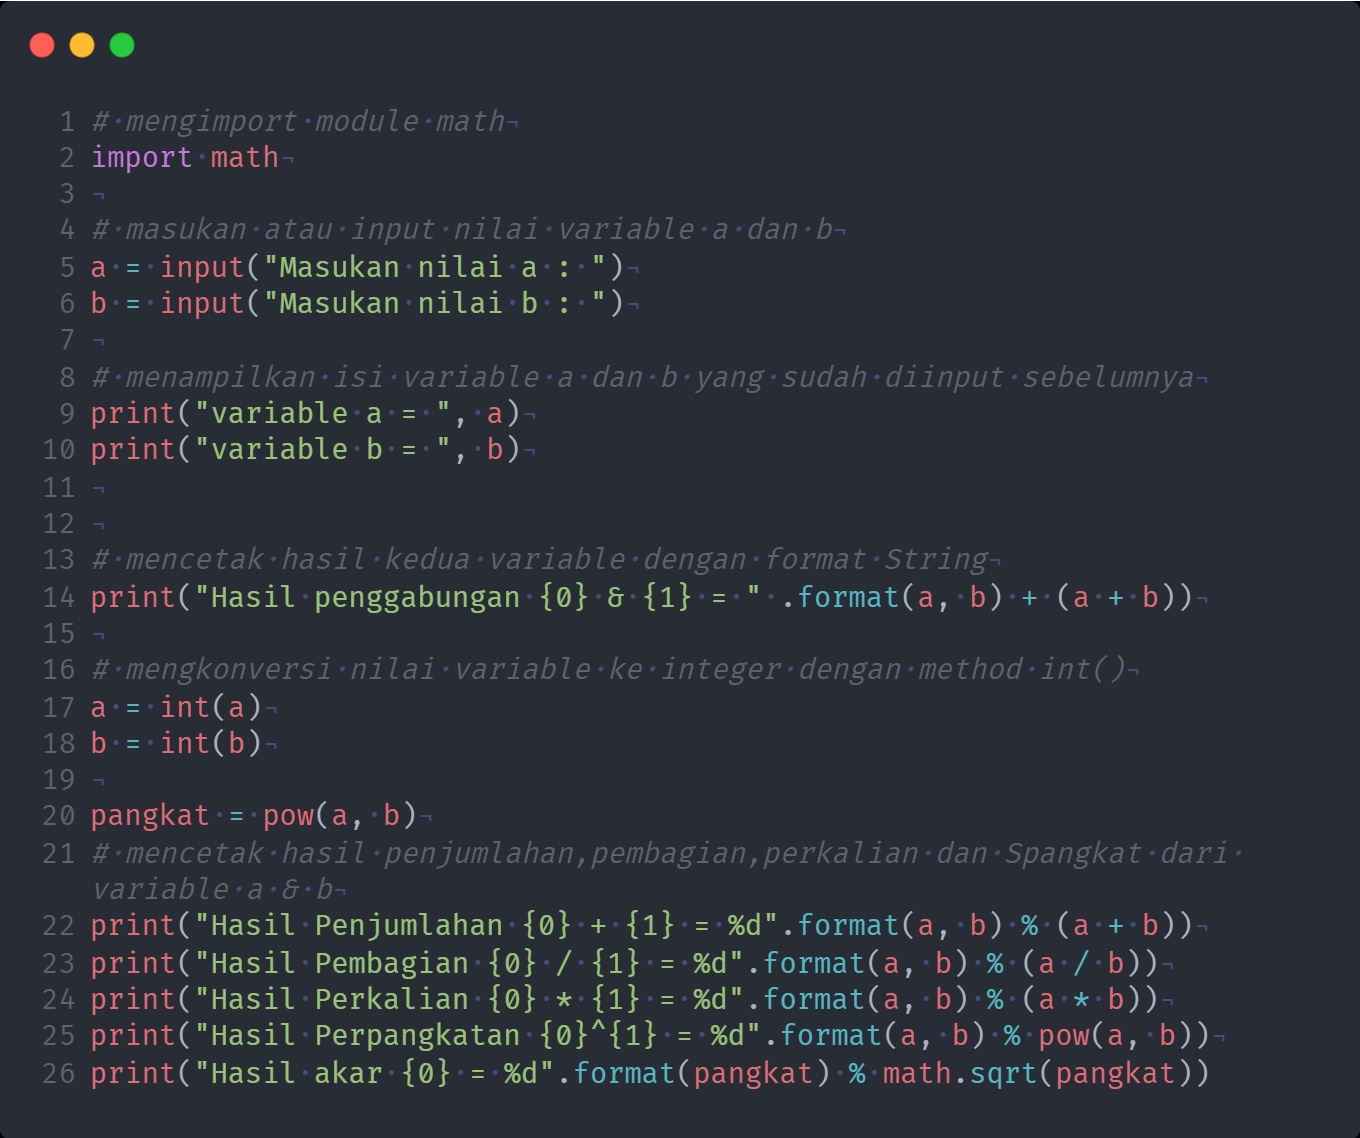 1 # mengimport module math
2 import math
3
4 # masukan atau input nilai variable a dan b
5 a = input("Masukan nilai a : ")
6 b = input("Masukan nilai b : ")
7
8 # menampilkan isi variable a dan b yang sudah diinput sebelumnya
9 print("variable a = ", a)
10 print("variable b = ", b)
11
12
13 # mencetak hasil kedua variable dengan format String
14 print("Hasil penggabungan {0} & {1} = " .format(a, b) + (a + b))
15
16 # mengkonversi nilai variable ke integer dengan method int()
17 a = int(a)
18 b = int(b)
19
20 pangkat = pow(a, b)
21 # mencetak hasil penjumlahan,pembagian,perkalian dan Spangkat dari
variable a & b
22 print("Hasil Penjumlahan {0} + {1} = %d".format(a, b) % (a + b))
23 print("Hasil Pembagian {0} / {1} = %d".format(a, b) % (a / b))
24 print("Hasil Perkalian {0} * {1} = %d".format(a, b) % (a * b))
25 print("Hasil Perpangkatan {0}^{1} = %d".format(a, b) % pow(a, b))
26 print("Hasil akar {0} = %d".format(pangkat) % math.sqrt(pangkat))